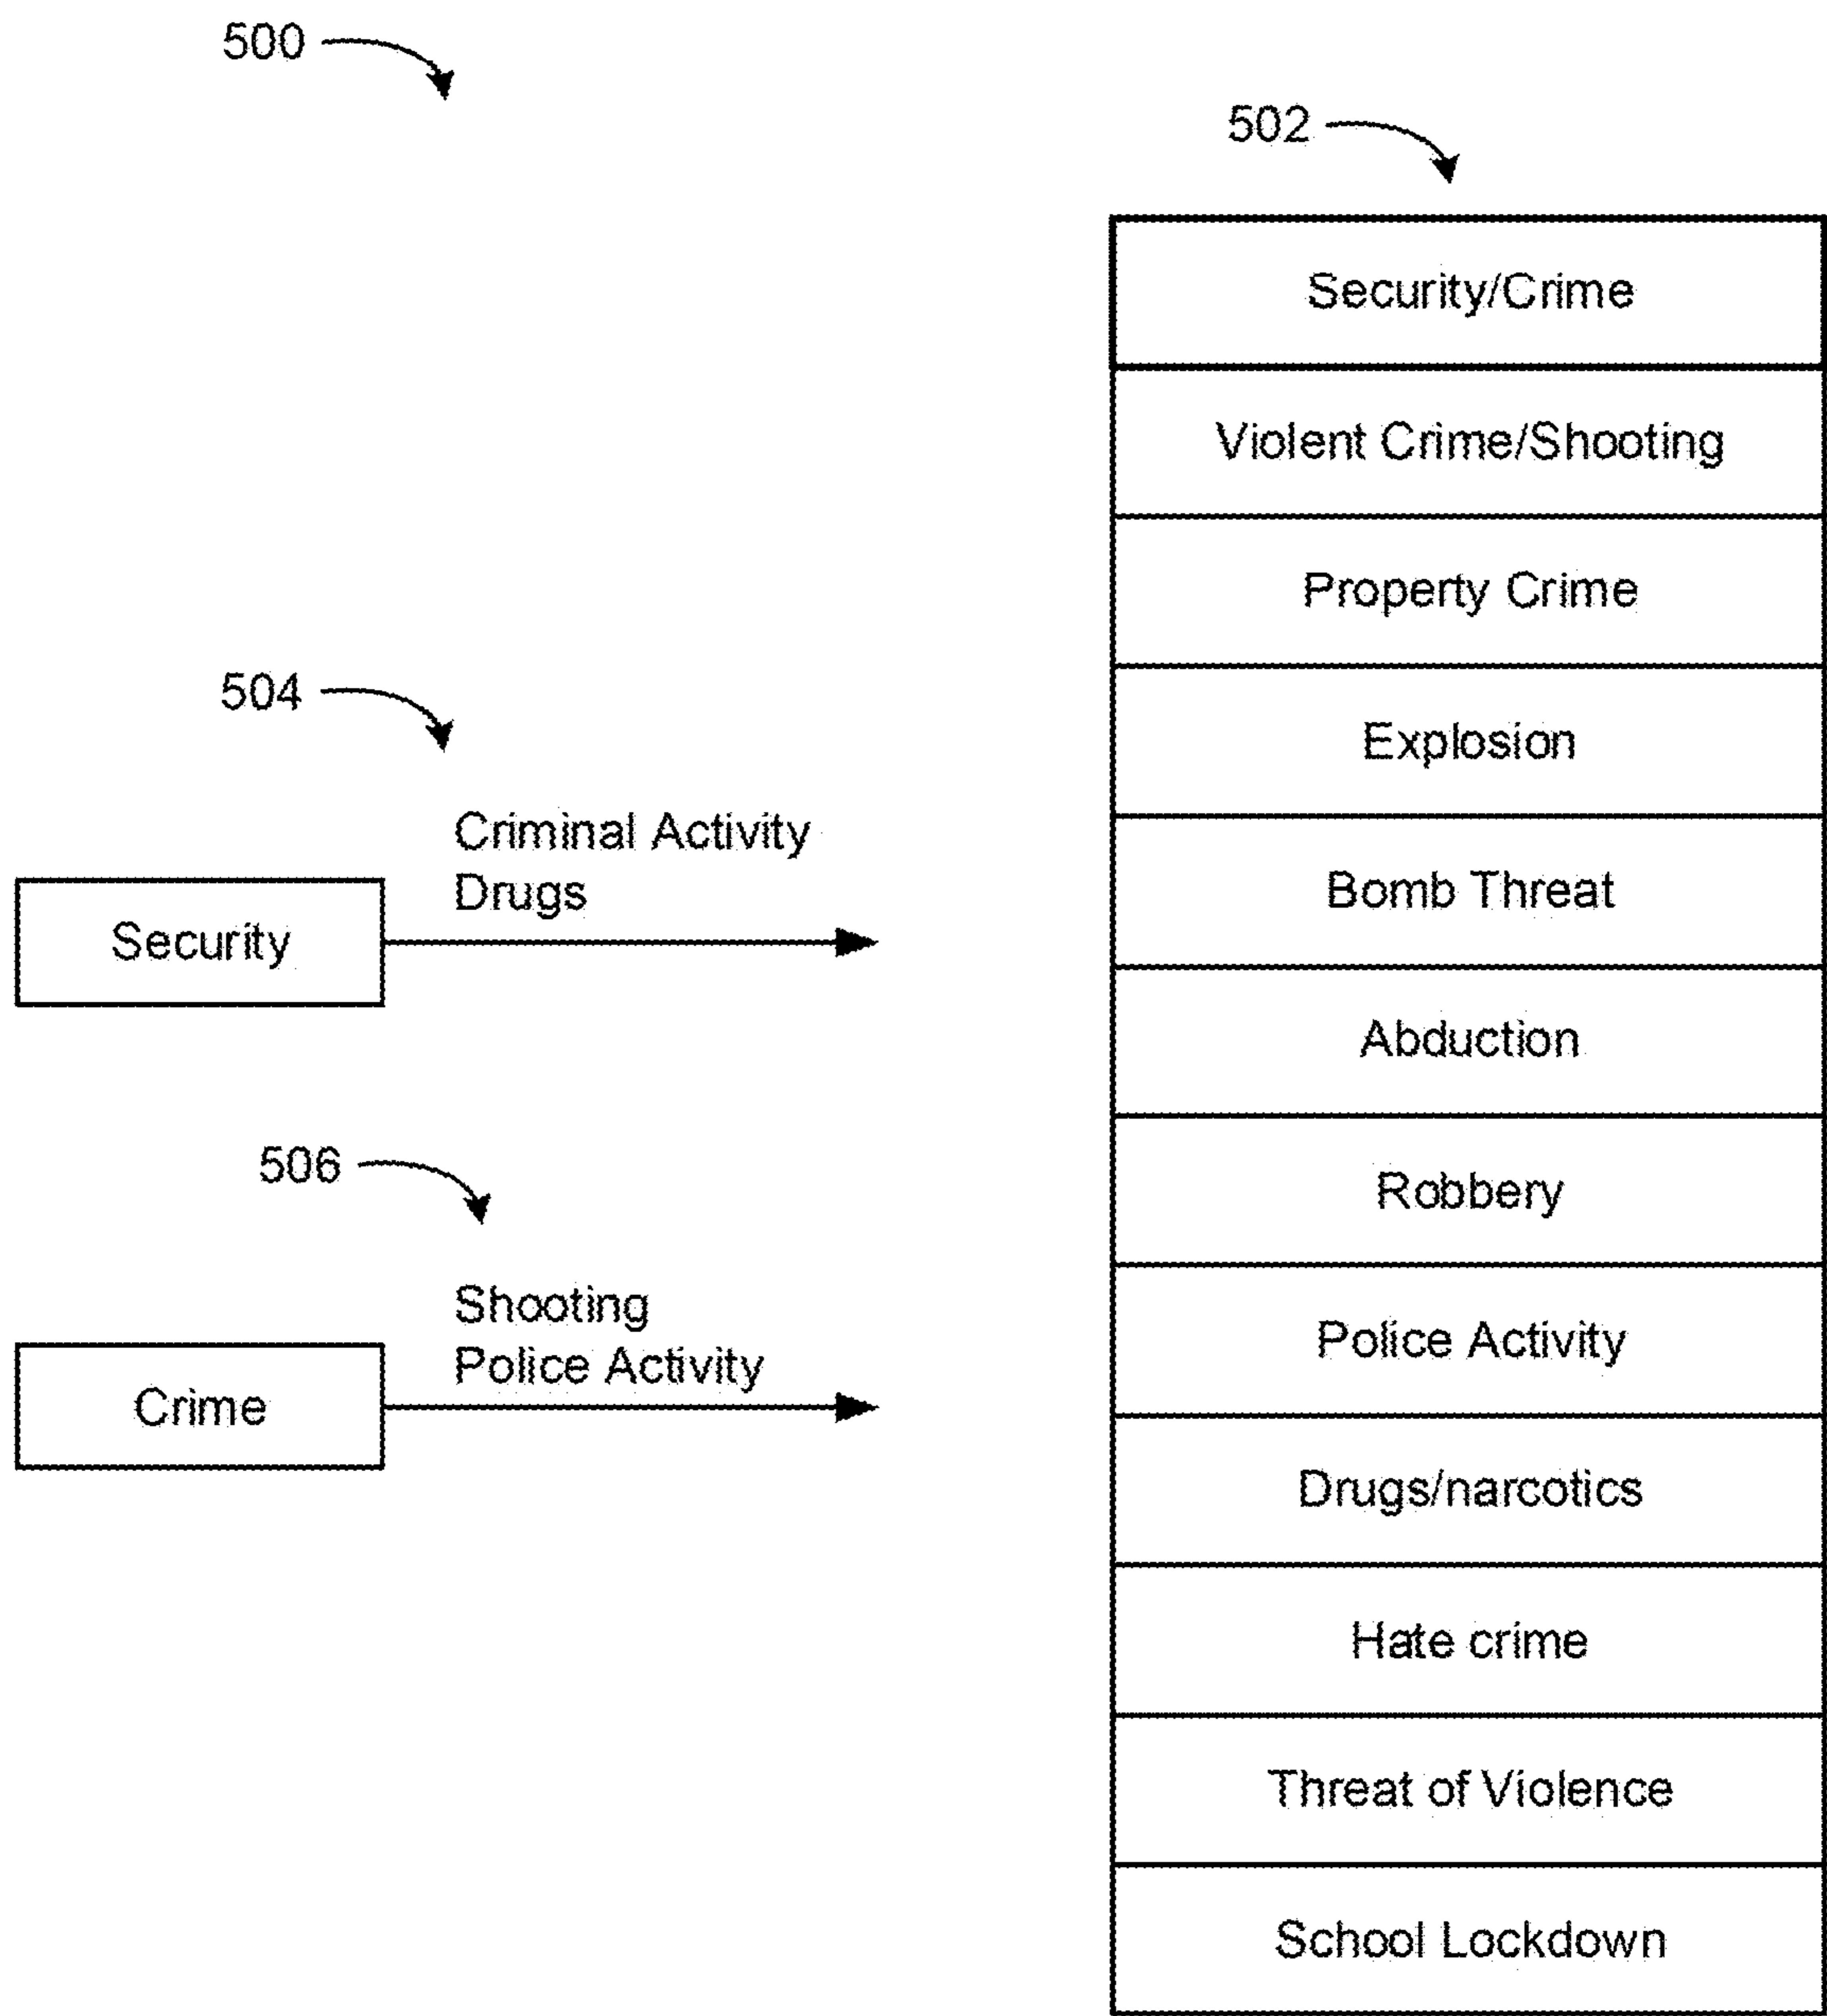 500
502
Security/Crime
Violent Crime/Shooting
Property Crime
Explosion
Bomb Threat
Abduction
Robbery
Police Activity
Drugs/narcotics
Hate crime
Threat of Violence
School Lockdown
504
Criminal Activity
Drugs
Security
506
Shooting
Police Activity
Crime